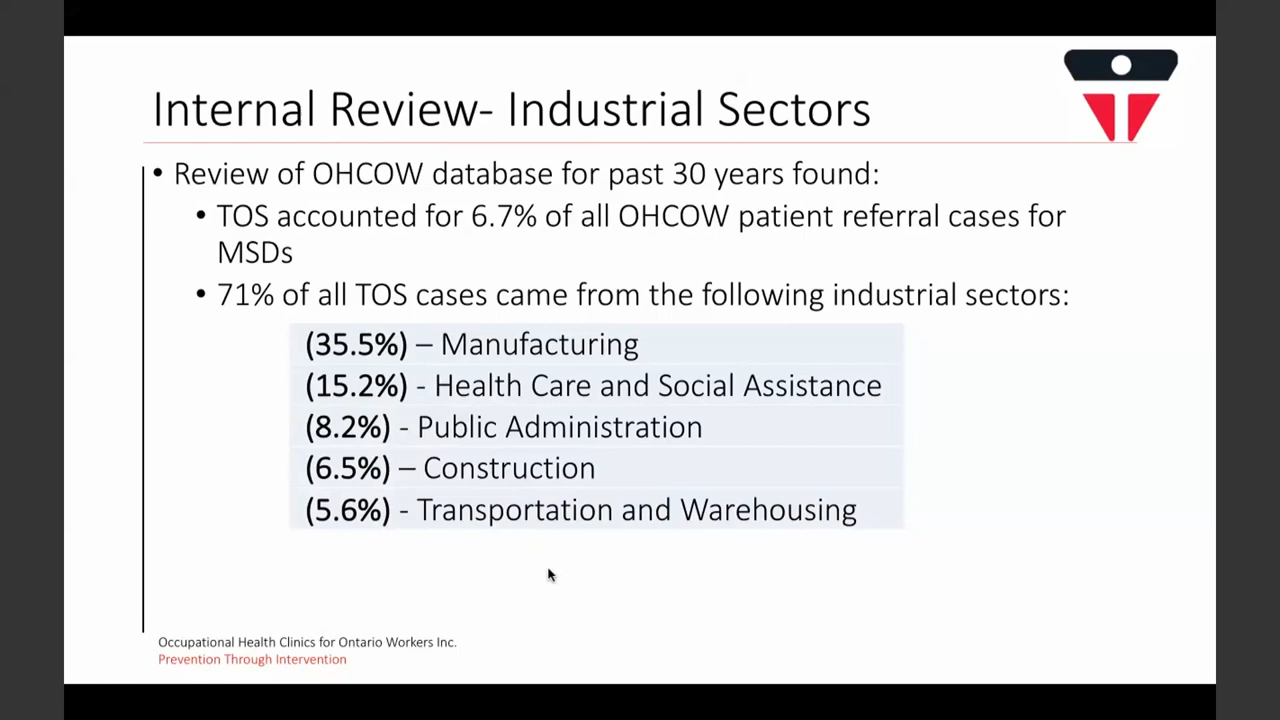 Internal Review- Industrial Sectors
• Review of OHCOW database for past 30 years found:
• TOS accounted for 6.7% of all OHCOW patient referral cases for
MSDs
• 71% of all TOS cases came from the following industrial sectors:
(35.5%) – Manufacturing
(15.2%) - Health Care and Social Assistance
(8.2%) - Public Administration
(6.5%) – Construction
(5.6%) - Transportation and Warehousing
Occupational Health Clinics for Ontario Workers Inc.
Prevention Through Intervention